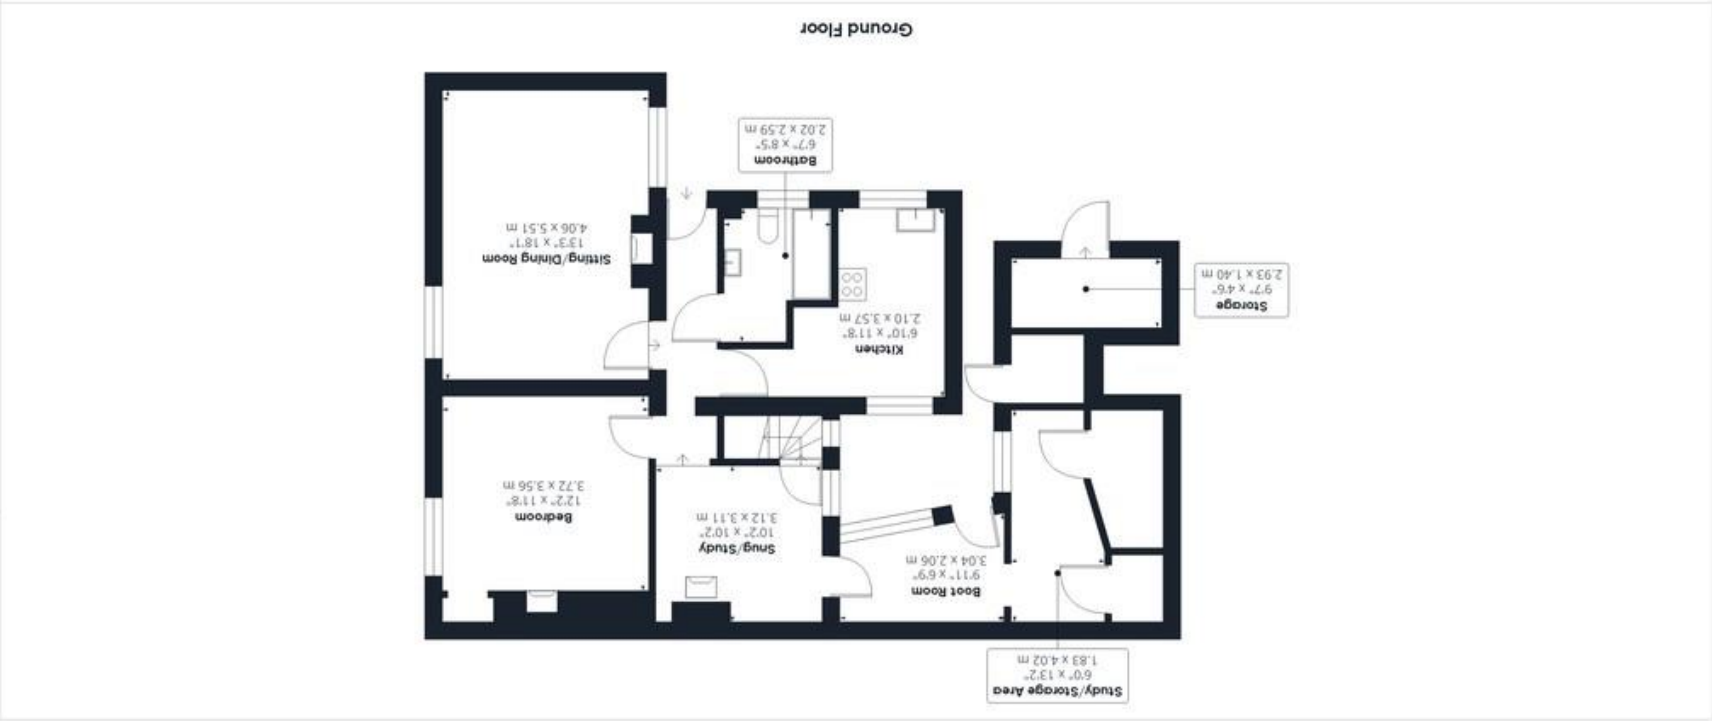 Ground Floor
Study/Storage Area
6'0" x 13'2"
1.83 x 4.02 m
Boot Room
9'11" x 6'9"
3.04 x 2.06 m
Snug/Study
10'2" x 10'2"
3.12 x 3.11 m
Bedroom
12'2" x 11'8"
3.72 x 3.56 m
Kitchen
6'10" x 11'8"
2.10 x 3.57 m
Storage
9'7" x 4'6"
2.93 x 1.40 m
Sitting/Dining Room
13'3" x 18'1"
4.06 x 5.51 m
Bathroom
6'7" x 8'5"
2.02 x 2.59 m